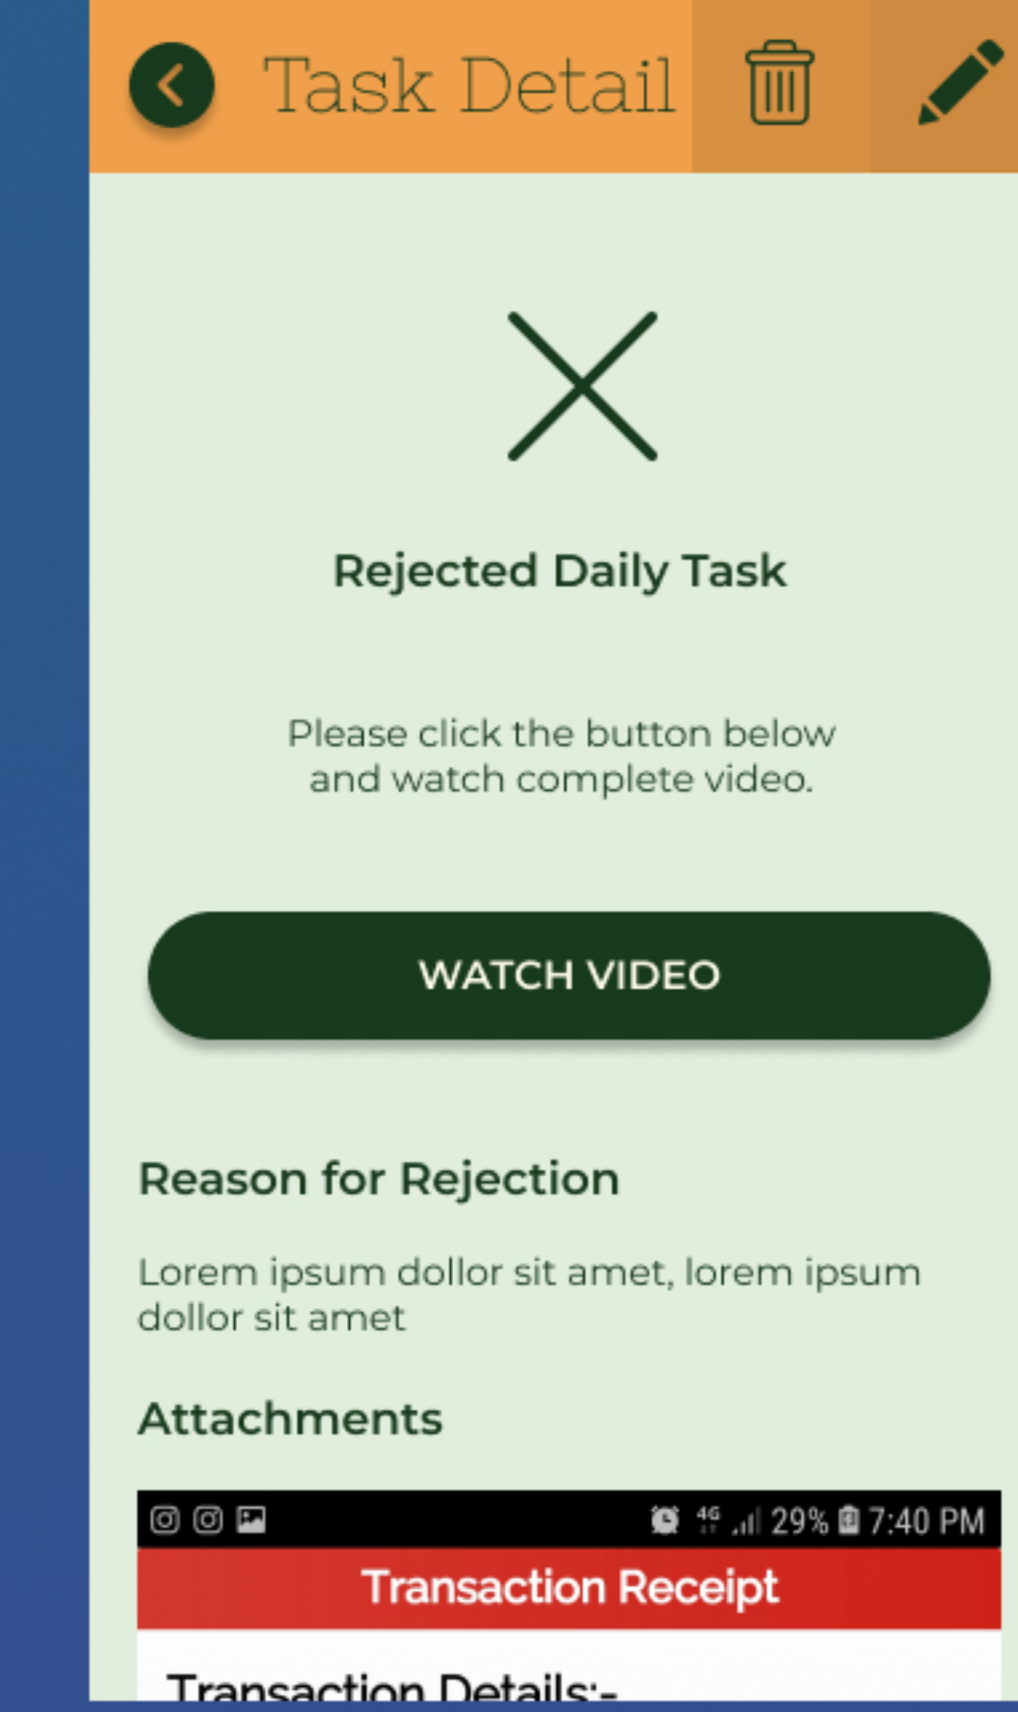 Task Detail
Rejected Daily Task
Please click the button below
and watch complete video.
WATCH VIDEO
Reason for Rejection
Lorem ipsum dollor sit amet, lorem ipsum
dollor sit amet
Attachments
4G 29% 7:40 PM
Transaction Receipt
Transaction Details:-